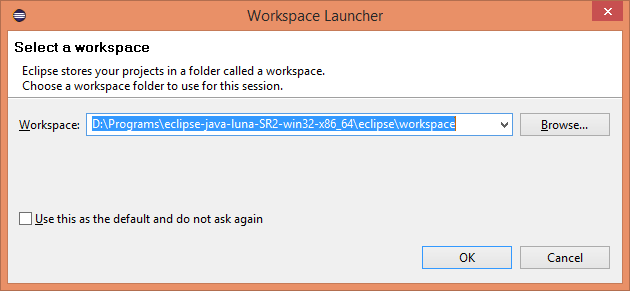 Workspace Launcher
Select a workspace
Eclipse stores your projects in a folder called a workspace.
Choose a workspace folder to use for this session.
Workspace: D:\Programs\eclipse-java-luna-SR2-win32-x86_64\eclipse\workspace Browse...
Use this as the default and do not ask again
OK Cancel